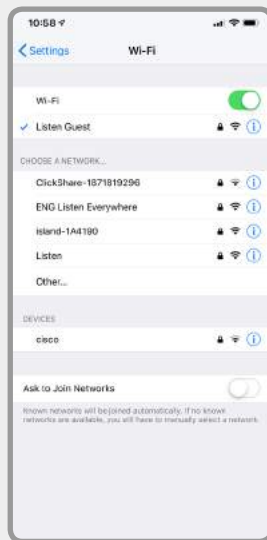 10:58
Settings
Wi-Fi
Wi-Fi
Listen Guest
CHOOSE A NETWORK...
ClickShare-1871819296
ENG Listen Everywhere
island-1A4190
Listen
Other...
DEVICES
cisco
Ask to Join Networks
Known networks will be joined automatically. If no known
networks are available, you will have to manually select a network.